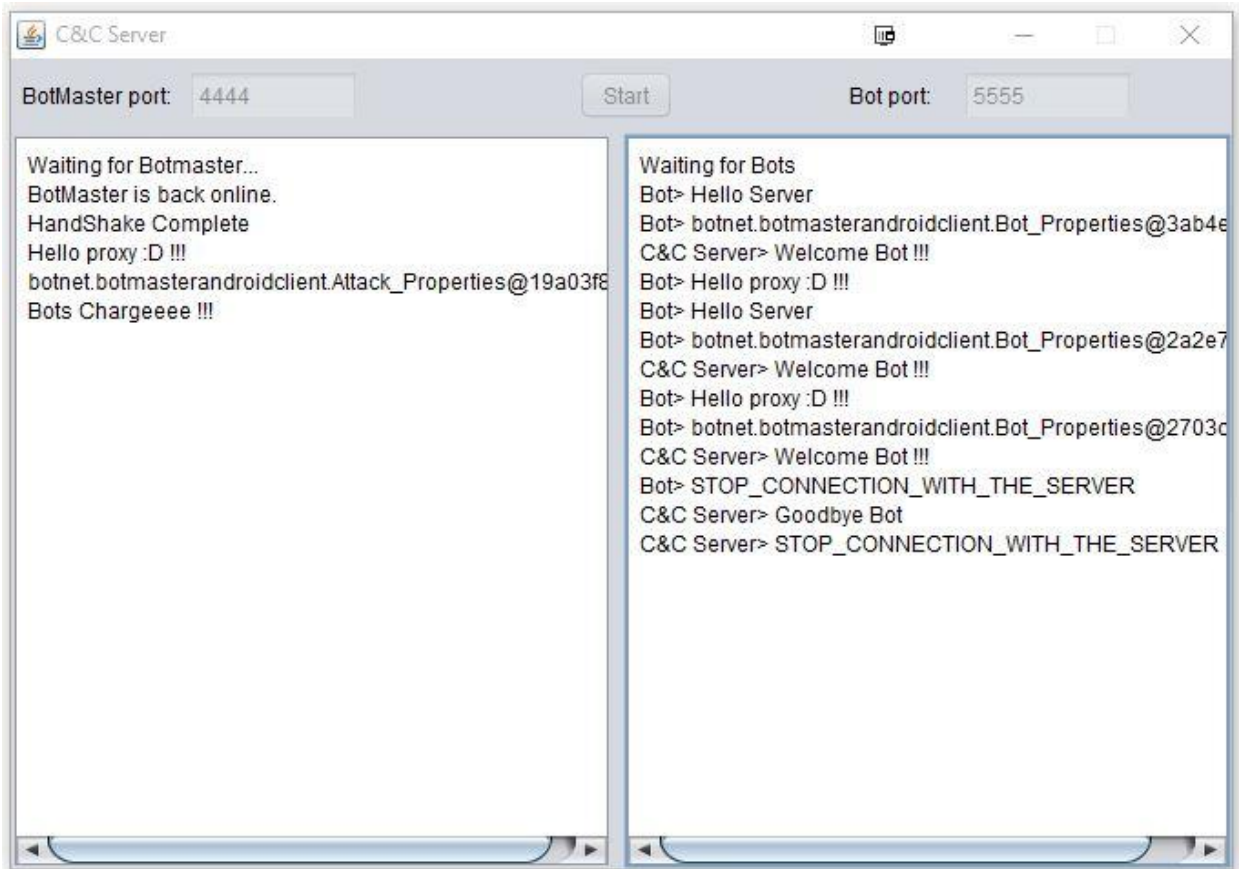 C&C Server
BotMaster port: 4444 Start Bot port: 5555
Waiting for Botmaster...
BotMaster is back online.
HandShake Complete
Hello proxy :D !!!
botnet.botmasterandroidclient.Attack_Properties@19a03f8
Bots Chargeeee !!!
Waiting for Bots
Bot> Hello Server
Bot> botnet.botmasterandroidclient.Bot_Properties@3ab4e
C&C Server> Welcome Bot !!!
Bot> Hello proxy :D !!!
Bot> Hello Server
Bot> botnet.botmasterandroidclient.Bot_Properties@2a2e7
C&C Server> Welcome Bot !!!
Bot> Hello proxy :D !!!
Bot> botnet.botmasterandroidclient.Bot_Properties@2703c
C&C Server> Welcome Bot !!!
Bot> STOP_CONNECTION_WITH_THE_SERVER
C&C Server> Goodbye Bot
C&C Server> STOP_CONNECTION_WITH_THE_SERVER